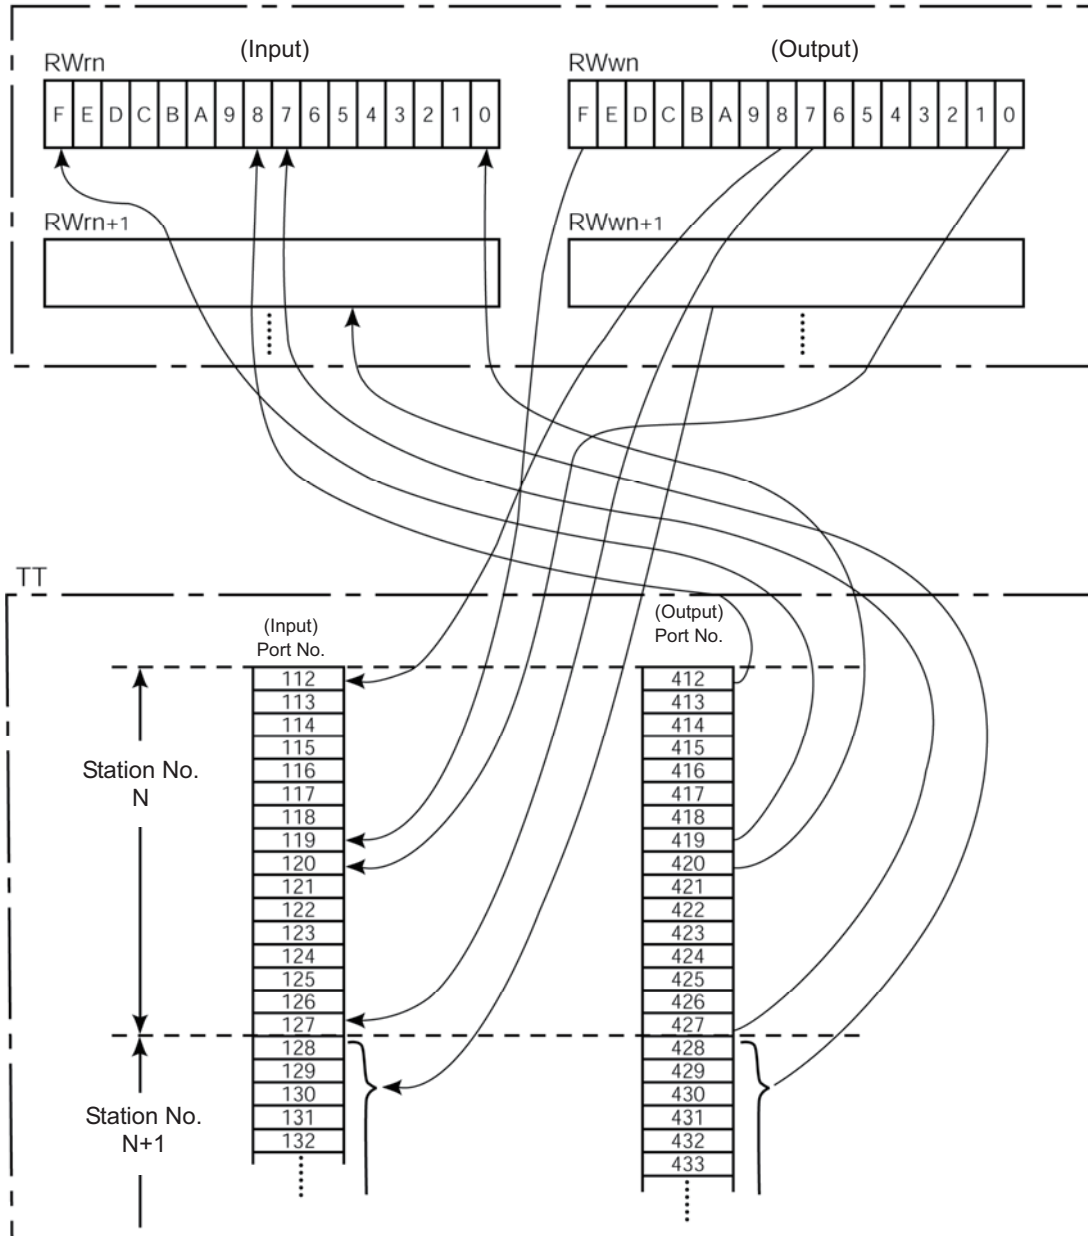 (Input) (Output)
RWrn RWwn
F E D C B A 9 8 7 6 5 4 3 2 1 0 F E D C B A 9 8 7 6 5 4 3 2 1 0
RWrn+1 RWwn+1
TT
(Input) (Output)
Port No. Port No.
112 412
113 413
114 414
115 415
Station No. 116 416
N 117 417
118 418
119 419
120 420
121 421
122 422
123 423
124 424
125 425
126 426
127 427
128 428
129 429
130 430
Station No. 131 431
N+1 132 432
433